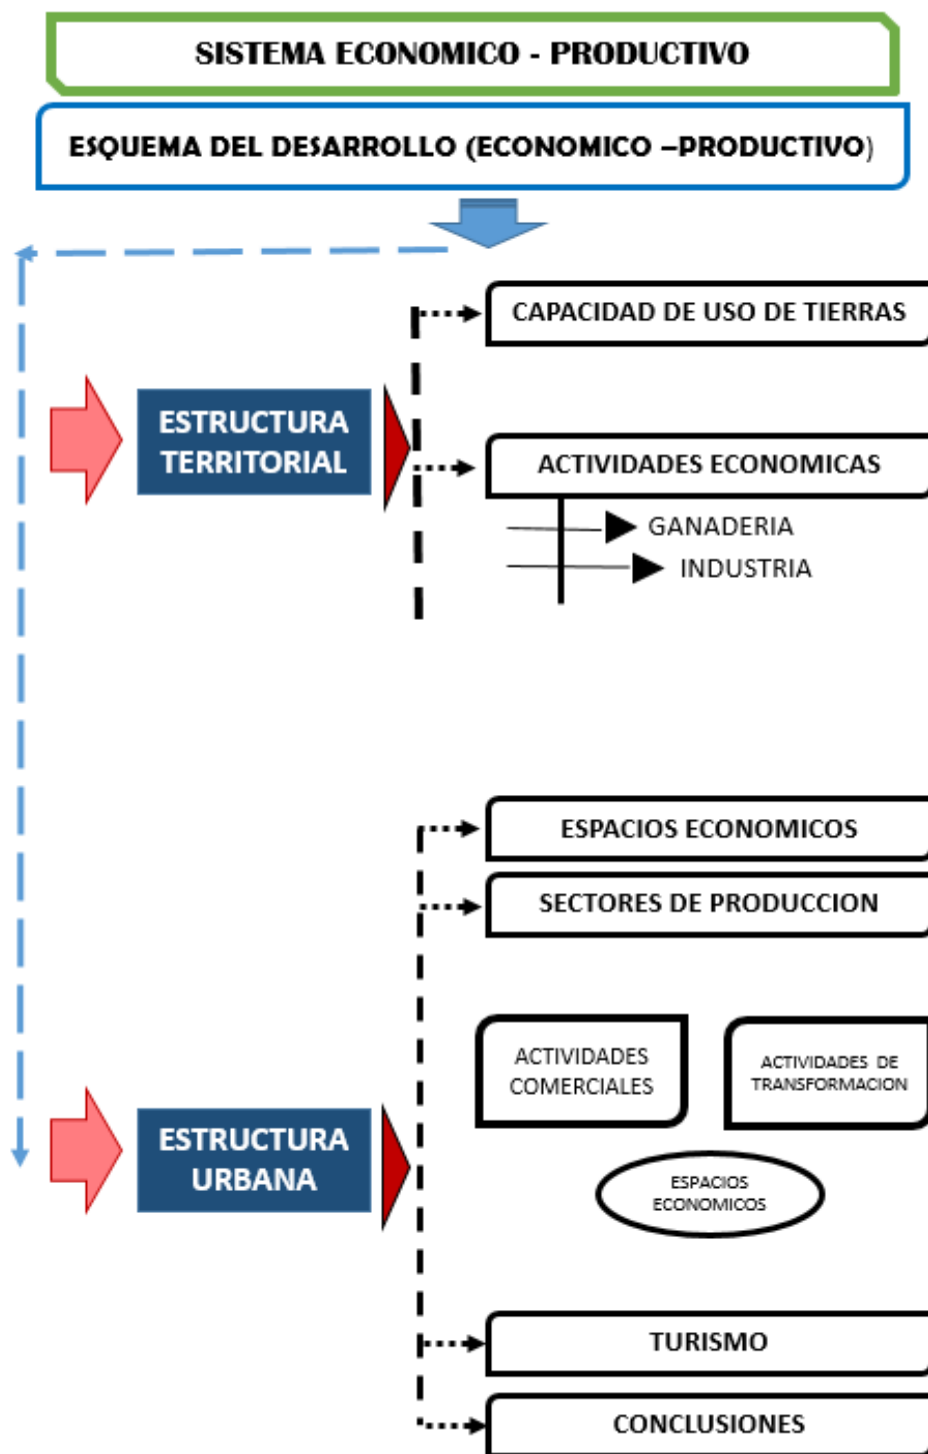 SISTEMA ECONOMICO - PRODUCTIVO
ESQUEMA DEL DESARROLLO (ECONOMICO –PRODUCTIVO)
CAPACIDAD DE USO DE TIERRAS
ESTRUCTURA
TERRITORIAL
ACTIVIDADES ECONOMICAS
GANADERIA
INDUSTRIA
ESPACIOS ECONOMICOS
SECTORES DE PRODUCCION
ACTIVIDADES
COMERCIALES
ACTIVIDADES DE
TRANSFORMACION
ESTRUCTURA
URBANA
ESPACIOS
ECONOMICOS
TURISMO
CONCLUSIONES